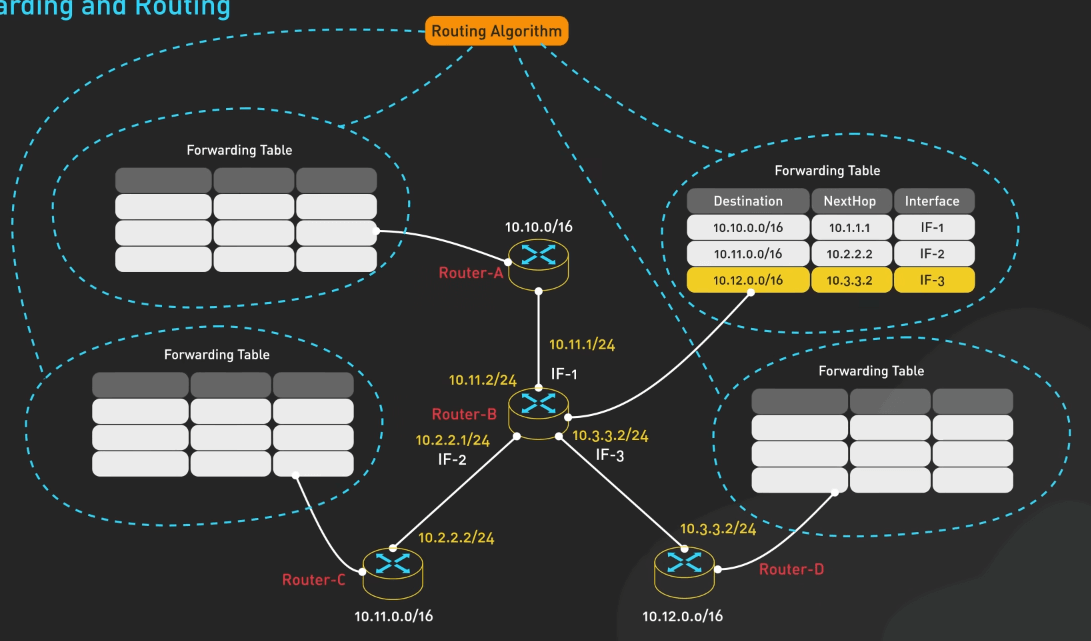 arding and Routing
Routing Algorithm
Forwarding Table
Forwarding Table
Destination NextHop Interface
10.10.0.0/16 10.1.1.1 IF-1
10.11.0.0/16 10.2.2.2 IF-2
10.12.0.0/16 10.3.3.2 IF-3
10.10.0/16
Router-A
10.11.1/24
IF-1
10.11.2/24
Router-B
10.2.2.1/24
IF-2
10.3.3.2/24
IF-3
Forwarding Table
Forwarding Table
10.2.2.2/24
Router-C
10.11.0.0/16
10.3.3.2/24
Router-D
10.12.0.o/16